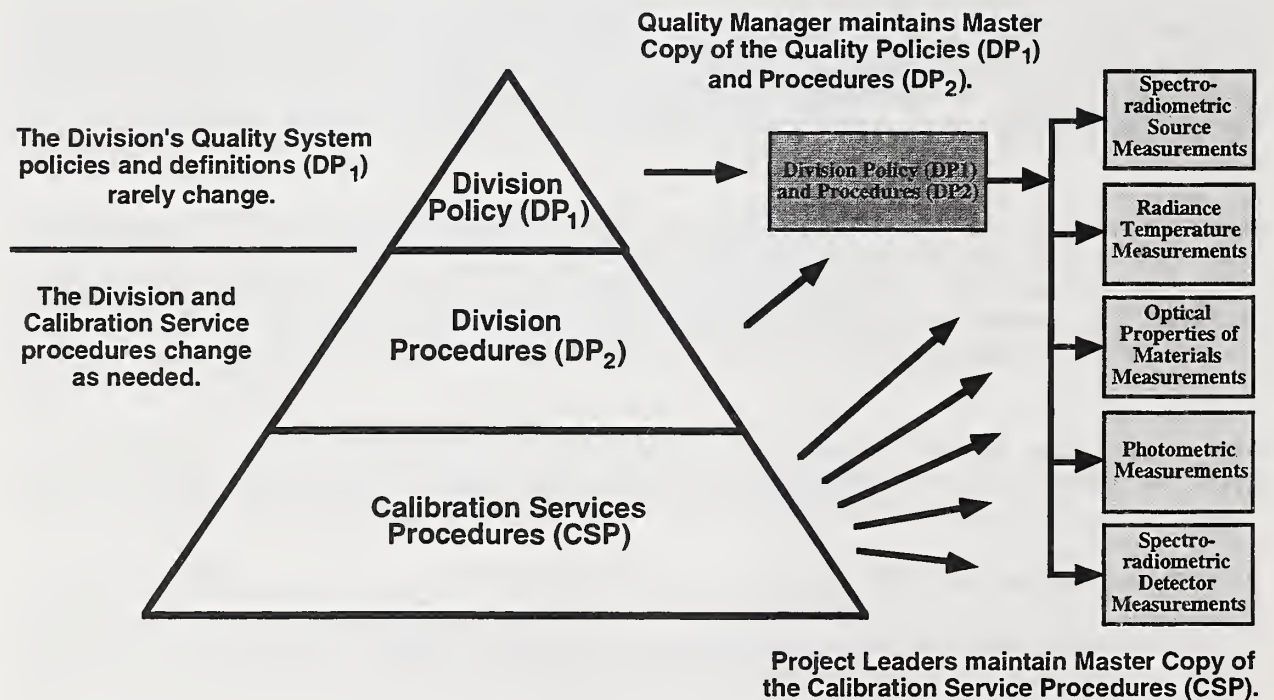 Quality Manager maintains Master
Copy of the Quality Policies (DP1)
and Procedures (DP2).
The Division's Quality System
policies and definitions (DP1)
rarely change.
The Division and
Calibration Service
procedures change
as needed.
Division
Policy (DP1)
Division
Procedures (DP2)
Calibration Services
Procedures (CSP)
Division Policy (DP1)
and Procedures (DP2)
Spectro-
radiometric
Source
Measurements
Radiance
Temperature
Measurements
Optical
Properties of
Materials
Measurements
Photometric
Measurements
Spectro-
radiometric
Detector
Measurements
Project Leaders maintain Master Copy of
the Calibration Service Procedures (CSP).